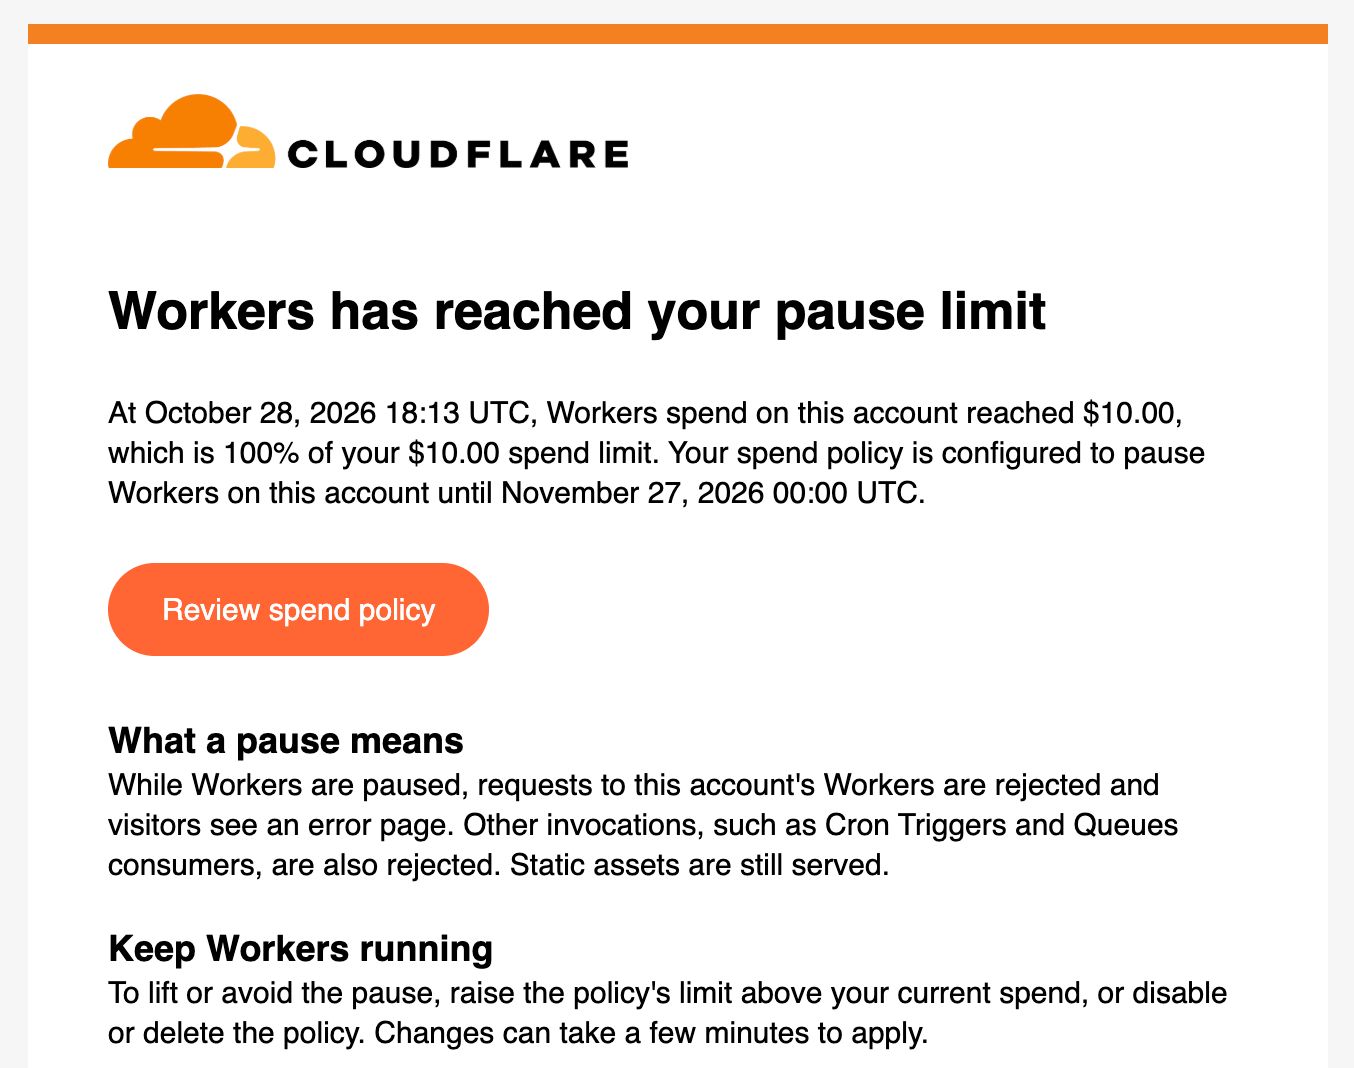 CLOUDFLARE
Workers has reached your pause limit
At October 28, 2026 18:13 UTC, Workers spend on this account reached $10.00,
which is 100% of your $10.00 spend limit. Your spend policy is configured to pause
Workers on this account until November 27, 2026 00:00 UTC.
Review spend policy
What a pause means
While Workers are paused, requests to this account's Workers are rejected and
visitors see an error page. Other invocations, such as Cron Triggers and Queues
consumers, are also rejected. Static assets are still served.
Keep Workers running
To lift or avoid the pause, raise the policy's limit above your current spend, or disable
or delete the policy. Changes can take a few minutes to apply.